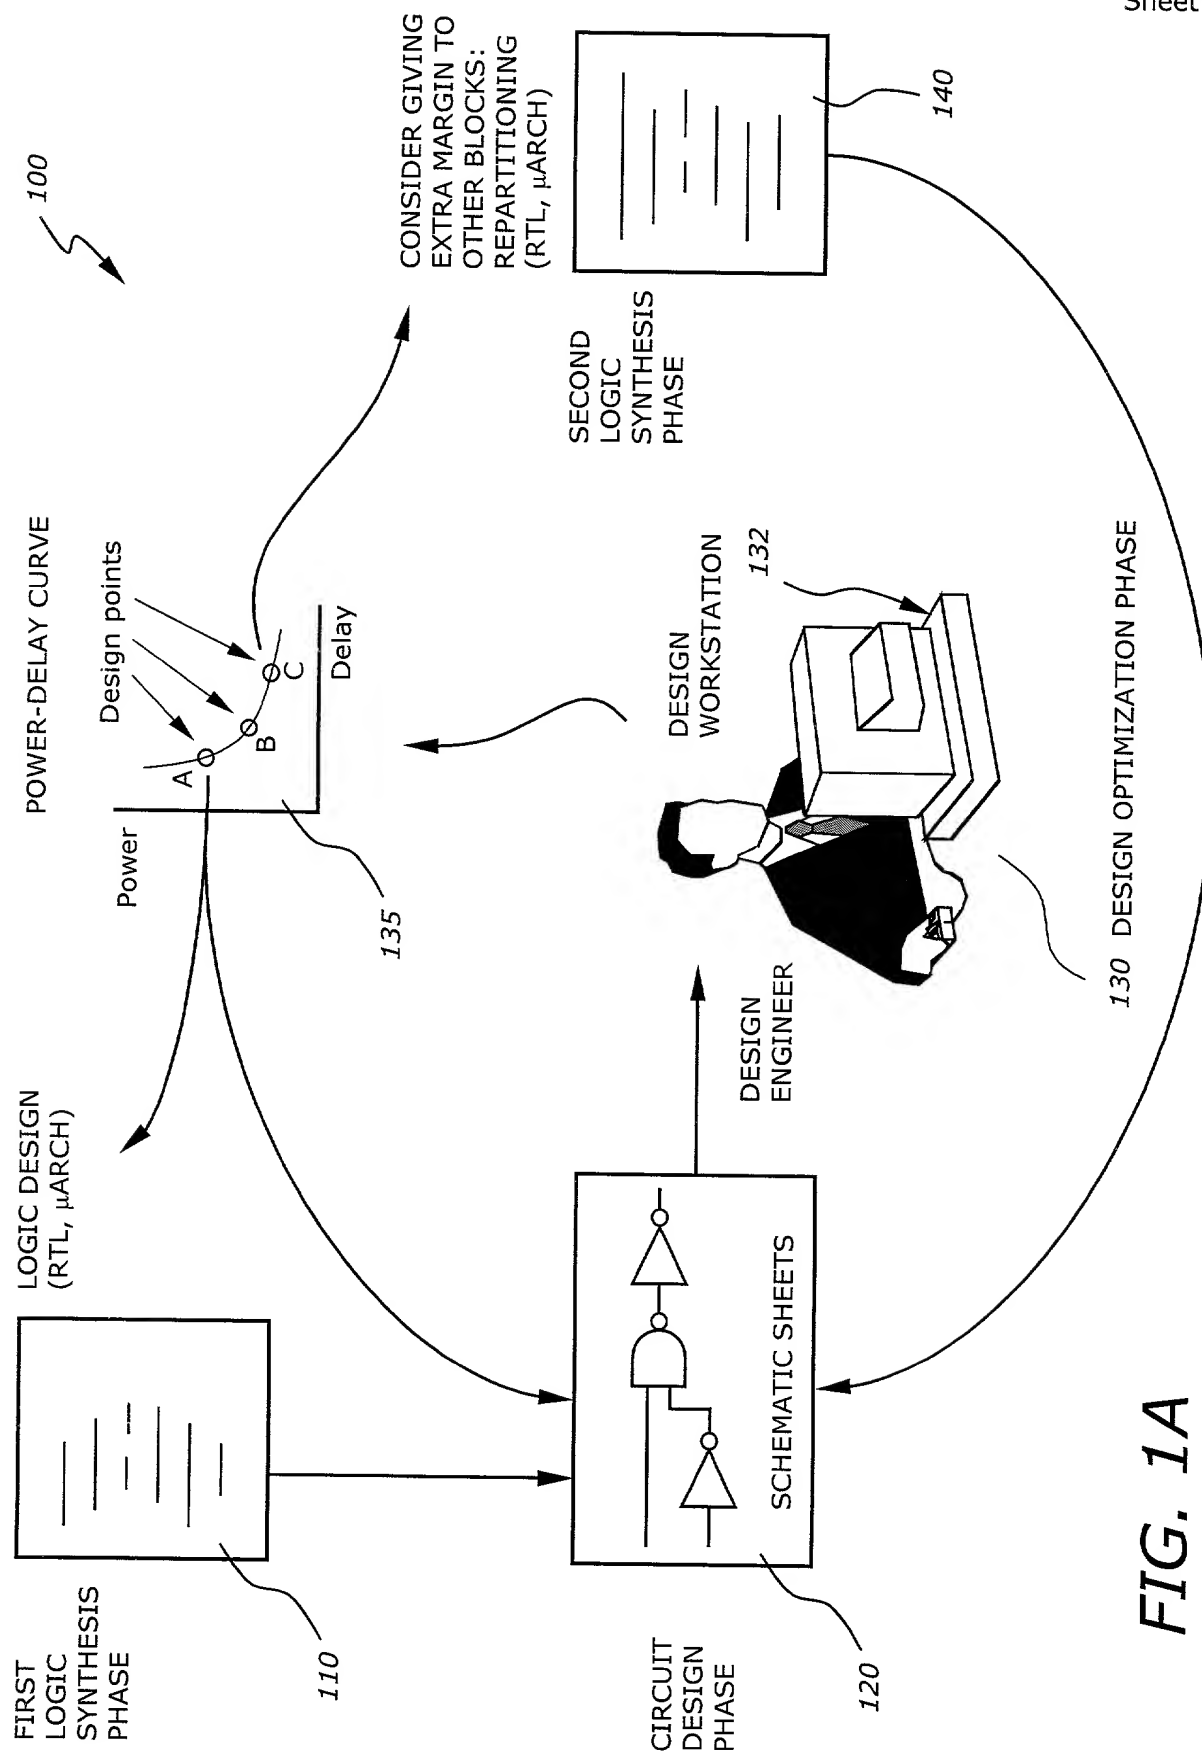 Sheet
100
POWER-DELAY CURVE
Design points
Power
A
B
C
Delay
135
LOGIC DESIGN
(RTL, μARCH)
CONSIDER GIVING
EXTRA MARGIN TO
OTHER BLOCKS:
REPARTITIONING
(RTL, μARCH)
FIRST
LOGIC
SYNTHESIS
PHASE
110
SECOND
LOGIC
SYNTHESIS
PHASE
140
CIRCUIT
DESIGN
PHASE
120
SCHEMATIC SHEETS
DESIGN
ENGINEER
DESIGN
WORKSTATION
132
130 DESIGN OPTIMIZATION PHASE
FIG. 1A